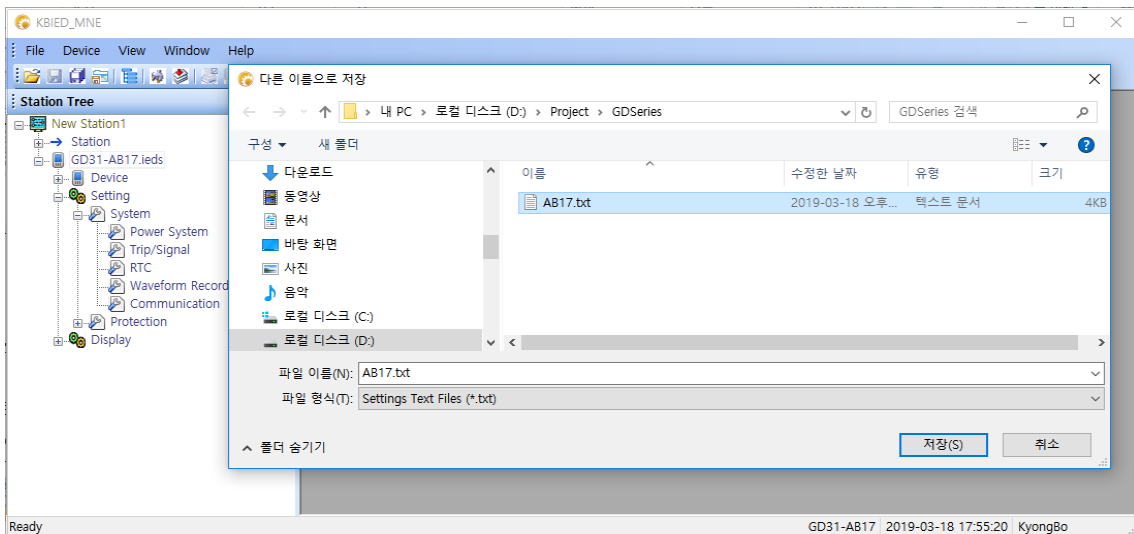 KBIED_MNE
File Device View Window Help
Station Tree
New Station1
Station
GD31-AB17.ieds
Device
Setting
System
Power System
Trip/Signal
RTC
Waveform Record
Communication
Protection
Display
다른 이름으로 저장
내 PC › 로컬 디스크 (D:) › Project › GDSeries
GDSeries 검색
구성 새 폴더
다운로드
동영상
문서
바탕 화면
사진
음악
로컬 디스크 (C:)
로컬 디스크 (D:)
이름 수정한 날짜 유형 크기
AB17.txt 2019-03-18 오후... 텍스트 문서 4KB
파일 이름(N): AB17.txt
파일 형식(T): Settings Text Files (*.txt)
폴더 숨기기
저장(S) 취소
Ready GD31-AB17 2019-03-18 17:55:20 KyongBo